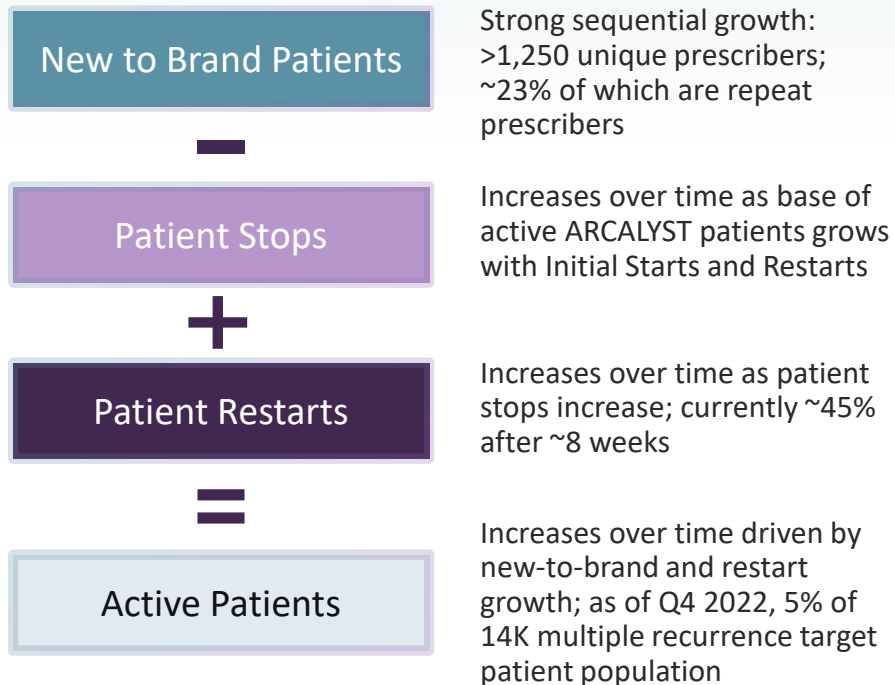 New to Brand Patients
Strong sequential growth:
>1,250 unique prescribers;
~23% of which are repeat
prescribers
-
Patient Stops
Increases over time as base of
active ARCALYST patients grows
with Initial Starts and Restarts
+
Patient Restarts
Increases over time as patient
stops increase; currently ~45%
after ~8 weeks
=
Active Patients
Increases over time driven by
new-to-brand and restart
growth; as of Q4 2022, 5% of
14K multiple recurrence target
patient population